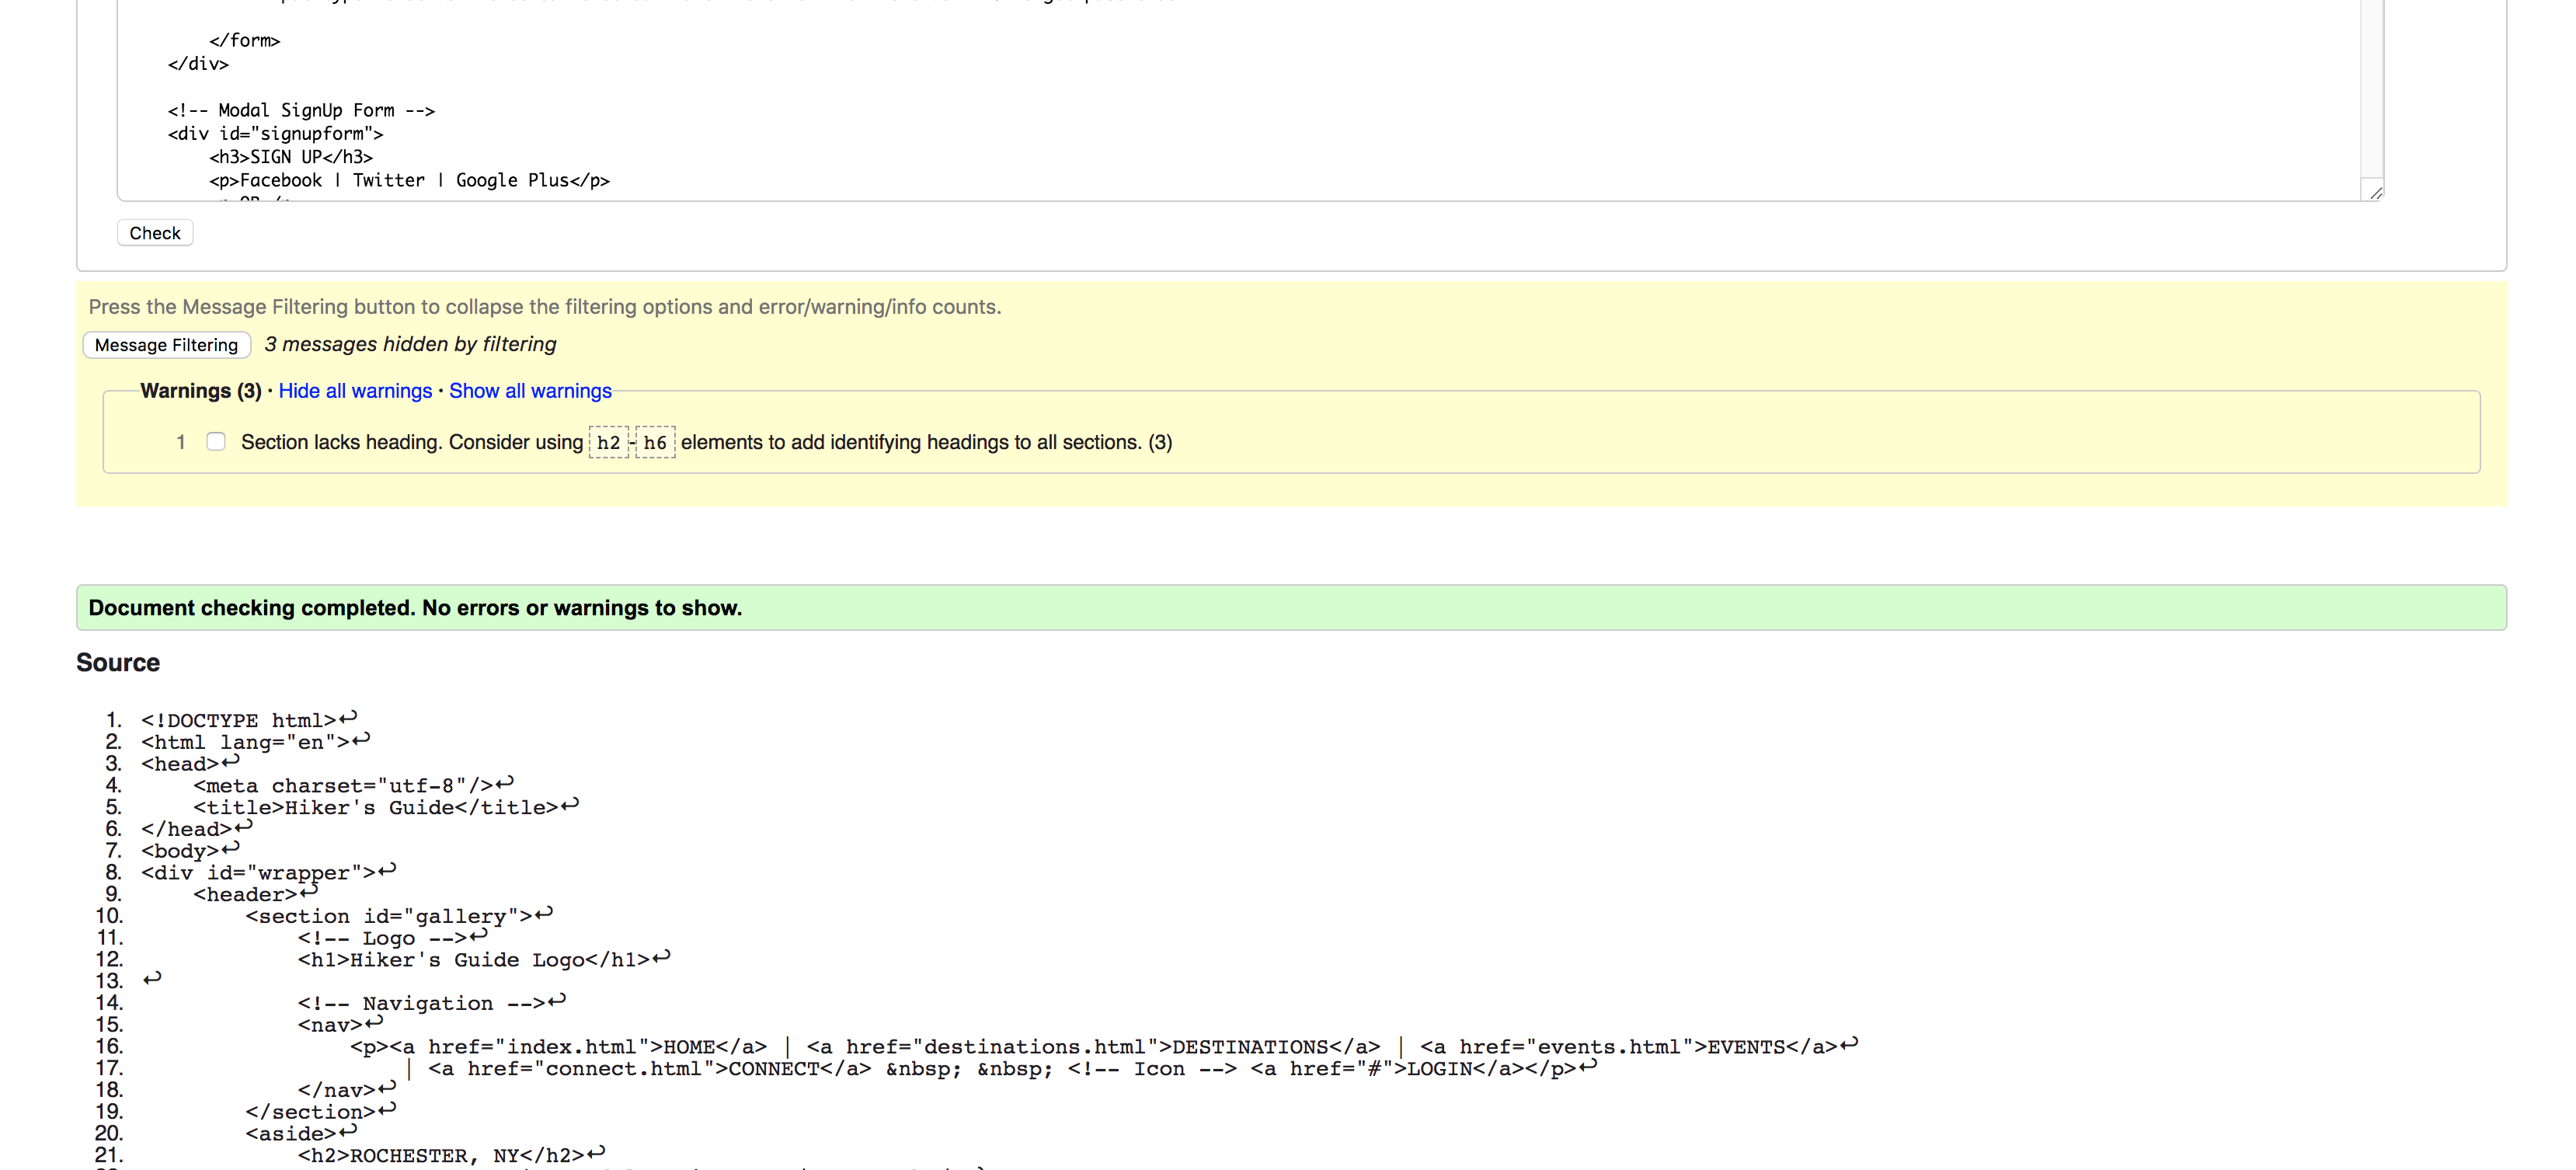 </form>
</div>
<!-- Modal SignUp Form -->
<div id="signupform">
<h3>SIGN UP</h3>
<p>Facebook | Twitter | Google Plus</p>
Check
Press the Message Filtering button to collapse the filtering options and error/warning/info counts.
Message Filtering 3 messages hidden by filtering
Warnings (3) · Hide all warnings · Show all warnings
1 Section lacks heading. Consider using h2-h6 elements to add identifying headings to all sections. (3)
Document checking completed. No errors or warnings to show.
Source
1. <!DOCTYPE html>↩
2. <html lang="en">↩
3. <head>↩
4. <meta charset="utf-8"/>↩
5. <title>Hiker's Guide</title>↩
6. </head>↩
7. <body>↩
8. <div id="wrapper">↩
9. <header>↩
10. <section id="gallery">↩
11. <!-- Logo -->↩
12. <h1>Hiker's Guide Logo</h1>↩
13. ↩
14. <!-- Navigation -->↩
15. <nav>↩
16. <p><a href="index.html">HOME</a> | <a href="destinations.html">DESTINATIONS</a> | <a href="events.html">EVENTS</a>↩
17. | <a href="connect.html">CONNECT</a> &nbsp; &nbsp; <!-- Icon --> <a href="#">LOGIN</a></p>↩
18. </nav>↩
19. </section>↩
20. <aside>↩
21. <h2>ROCHESTER, NY</h2>↩